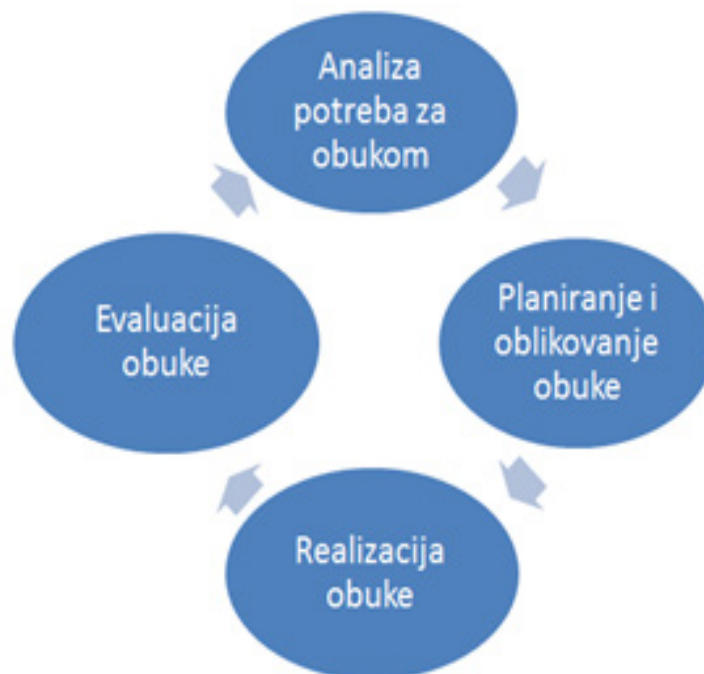 Analiza
potreba za
obukom
Planiranje i
oblikovanje
obuke
Realizacija
obuke
Evaluacija
obuke